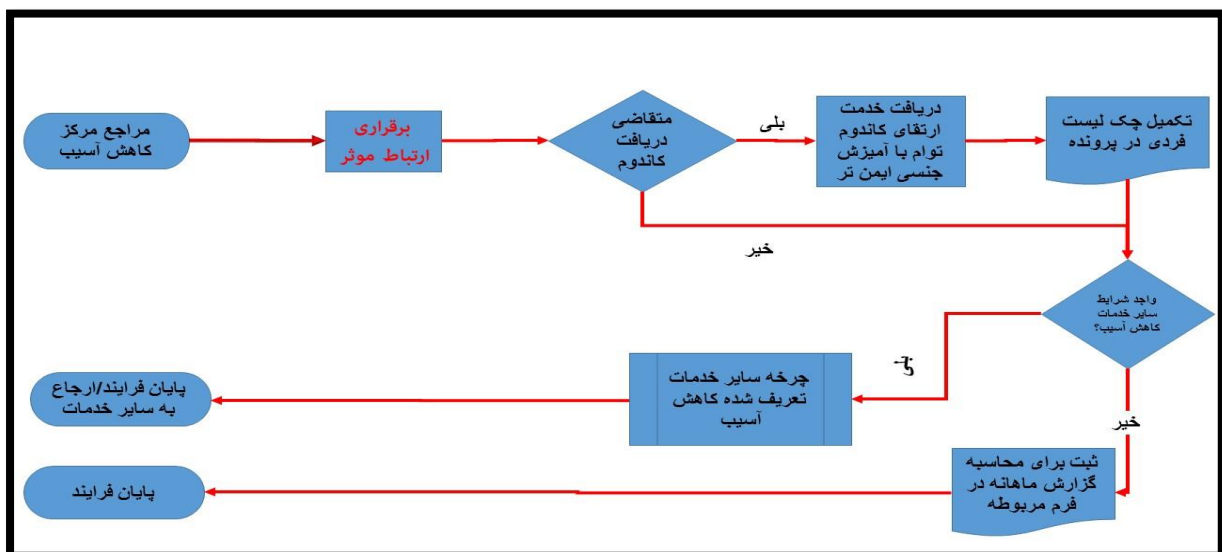 مراجع مرکز
کاهش آسیب
برقراری
ارتباط موثر
متقاضی
دریافت
کاندوم
بلی
دریافت خدمت
ارتقای کاندوم
توام با آمیزش
جنسی ایمن تر
تکمیل چک لیست
فردی در پرونده
خیر
واجد شرایط
سایر خدمات
کاهش آسیب؟
بلی
چرخه سایر خدمات
تعریف شده کاهش
آسیب
پایان فرایند/ارجاع
به سایر خدمات
خیر
ثبت برای محاسبه
گزارش ماهانه در
فرم مربوطه
پایان فرایند